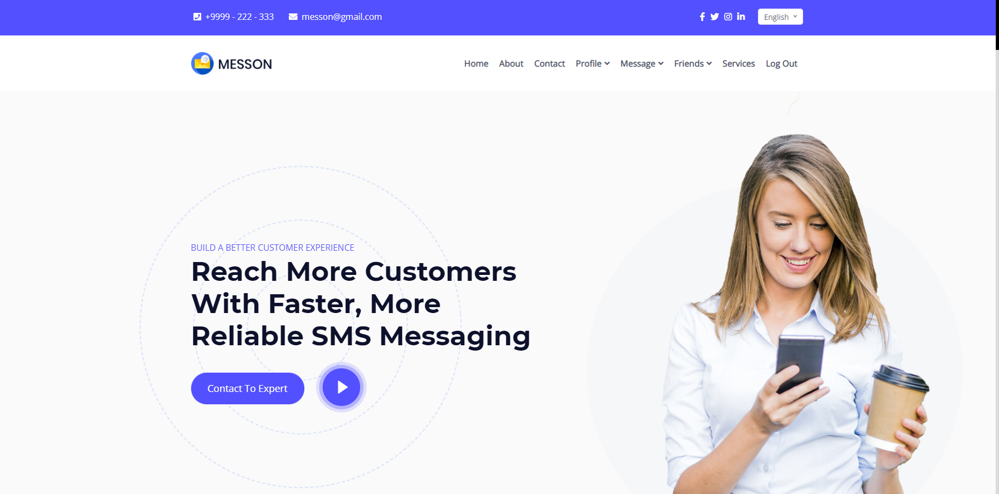 +9999 - 222 - 333 messon@gmail.com English
MESSON Home About Contact Profile Message Friends Services Log Out
BUILD A BETTER CUSTOMER EXPERIENCE
Reach More Customers
With Faster, More
Reliable SMS Messaging
Contact To Expert